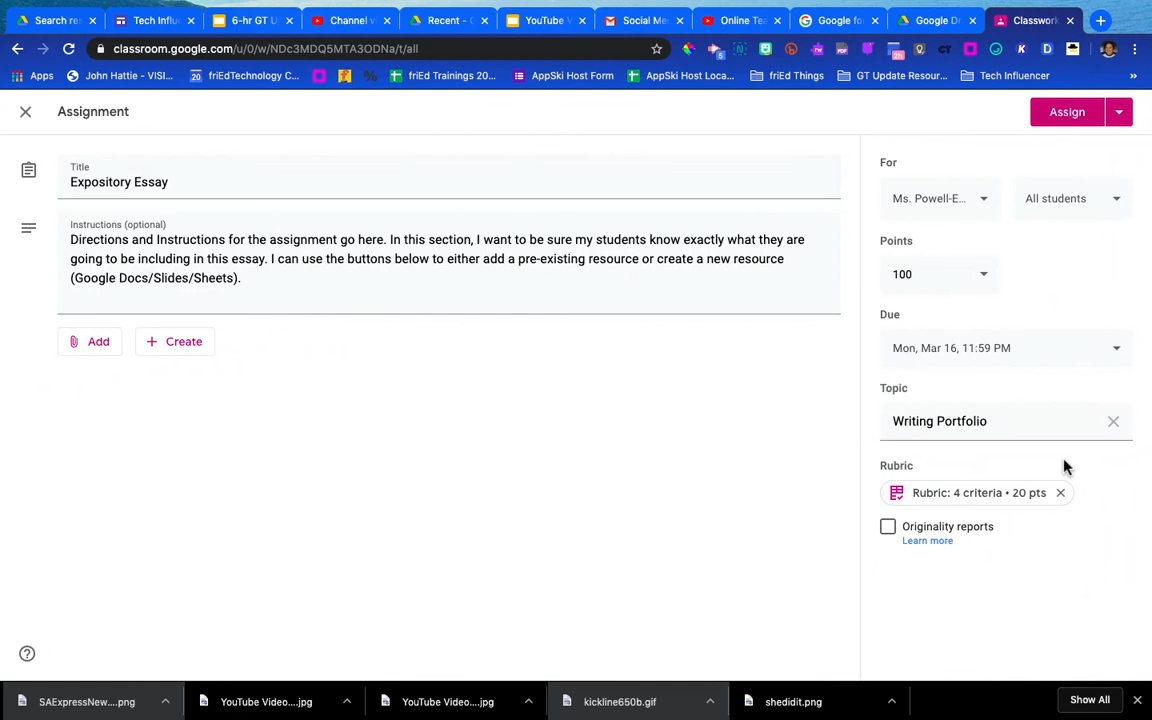 Search res
Tech Influ
6-hr GT U
Channel v
Recent - G
YouTube V
Social Me
Online Tea
Google fo
Google Dr
Classwork
classroom.google.com/u/0/w/NDc3MDQ5MTA3ODNa/t/all
Apps
John Hattie - VISI...
friEdTechnology C...
friEd Trainings 20...
AppSki Host Form
AppSki Host Loca...
friEd Things
GT Update Resour...
Tech Influencer
»
Assignment
Assign
Title
Expository Essay
Instructions (optional)
Directions and Instructions for the assignment go here. In this section, I want to be sure my students know exactly what they are
going to be including in this essay. I can use the buttons below to either add a pre-existing resource or create a new resource
(Google Docs/Slides/Sheets).
Add
Create
For
Ms. Powell-E...
All students
Points
100
Due
Mon, Mar 16, 11:59 PM
Topic
Writing Portfolio
Rubric
Rubric: 4 criteria • 20 pts
Originality reports
Learn more
SAExpressNew....png
YouTube Video....jpg
YouTube Video....jpg
kickline650b.gif
shedidit.png
Show All